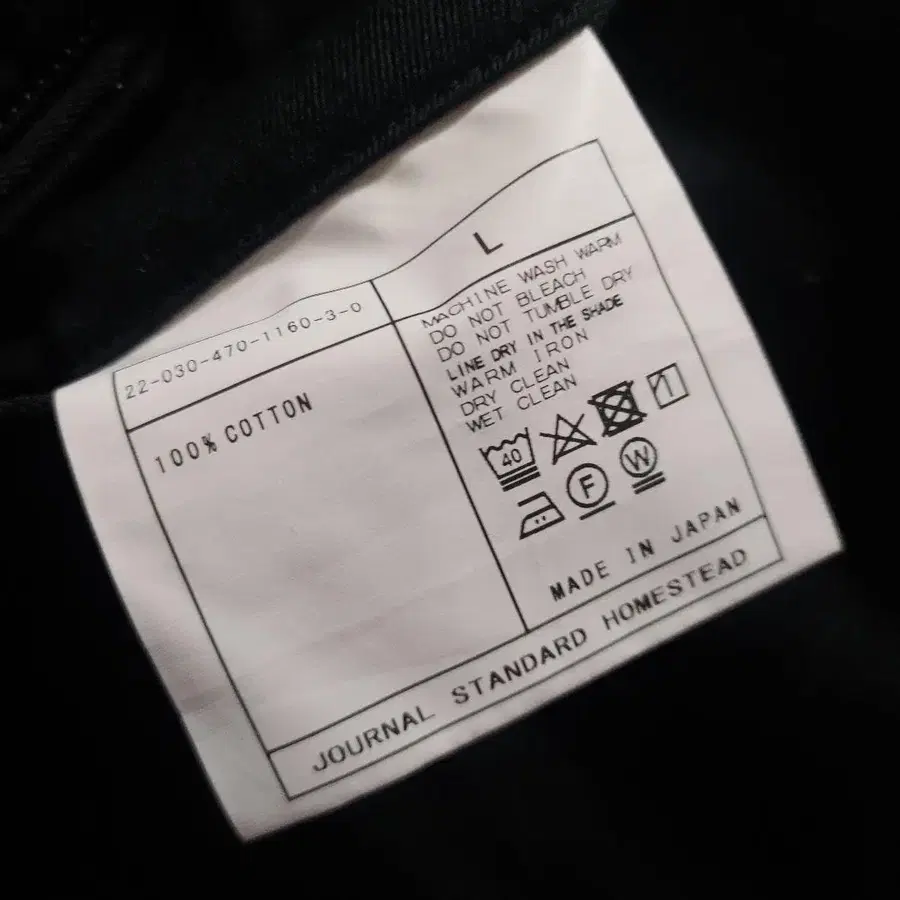 L
22-030-470-1160-3-0
100% COTTON
MACHINE WASH WARM
DO NOT BLEACH
DO NOT TUMBLE DRY
LINE DRY IN THE SHADE
WARM IRON
DRY CLEAN
WET CLEAN
40
F W
MADE IN JAPAN
JOURNAL STANDARD HOMESTEAD